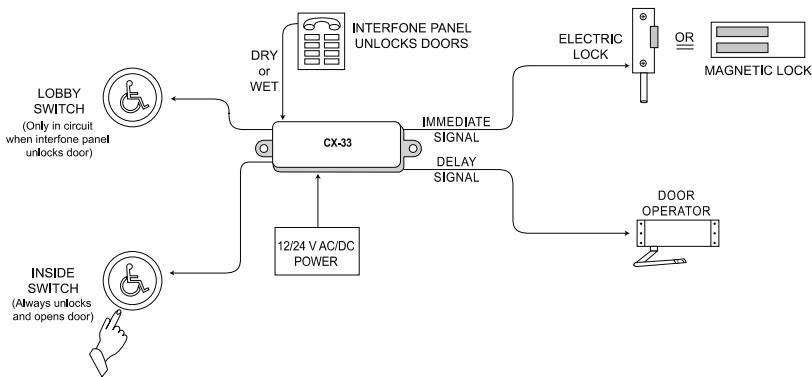 INTERFONE PANEL
UNLOCKS DOORS
DRY
or
WET
ELECTRIC
LOCK
OR
MAGNETIC LOCK
LOBBY
SWITCH
(Only in circuit
when interfone panel
unlocks door)
CX-33
IMMEDIATE
SIGNAL
DELAY
SIGNAL
DOOR
OPERATOR
12/24 V AC/DC
POWER
INSIDE
SWITCH
(Always unlocks
and opens door)